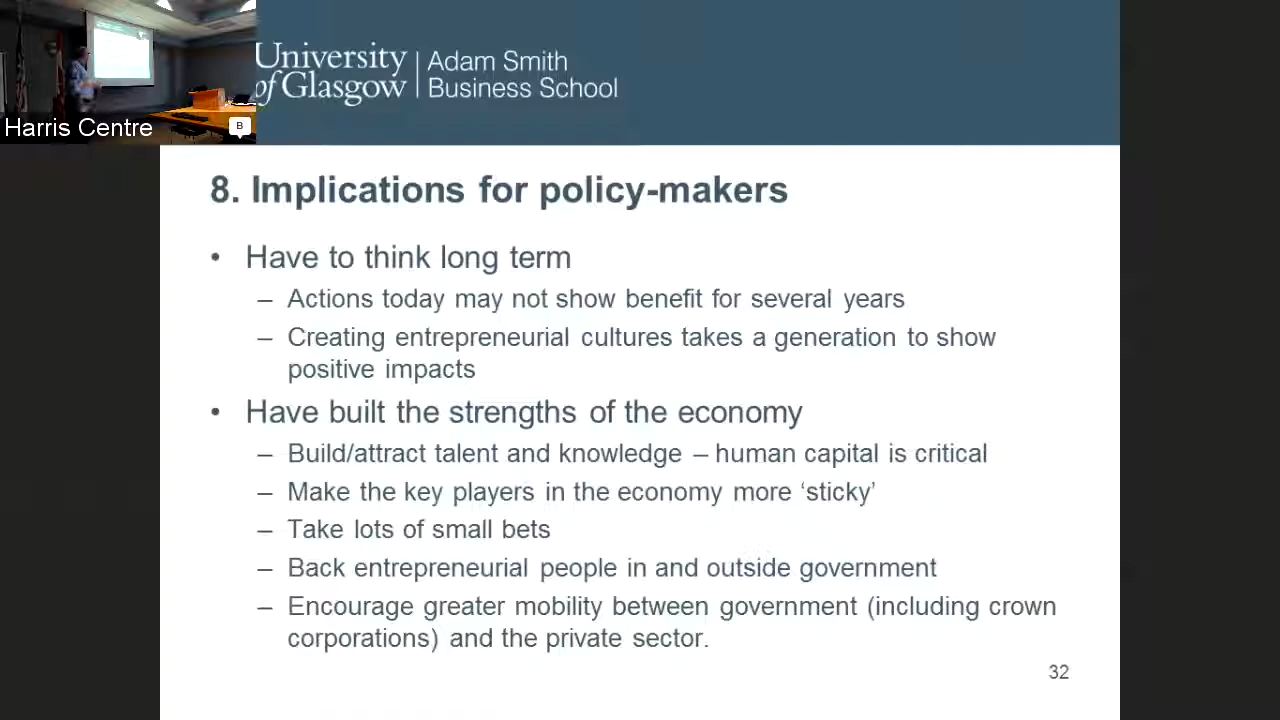 University
of Glasgow
Adam Smith
Business School
Harris Centre
B
8. Implications for policy-makers
• Have to think long term
– Actions today may not show benefit for several years
– Creating entrepreneurial cultures takes a generation to show
positive impacts
• Have built the strengths of the economy
– Build/attract talent and knowledge – human capital is critical
– Make the key players in the economy more ‘sticky’
– Take lots of small bets
– Back entrepreneurial people in and outside government
– Encourage greater mobility between government (including crown
corporations) and the private sector.
32